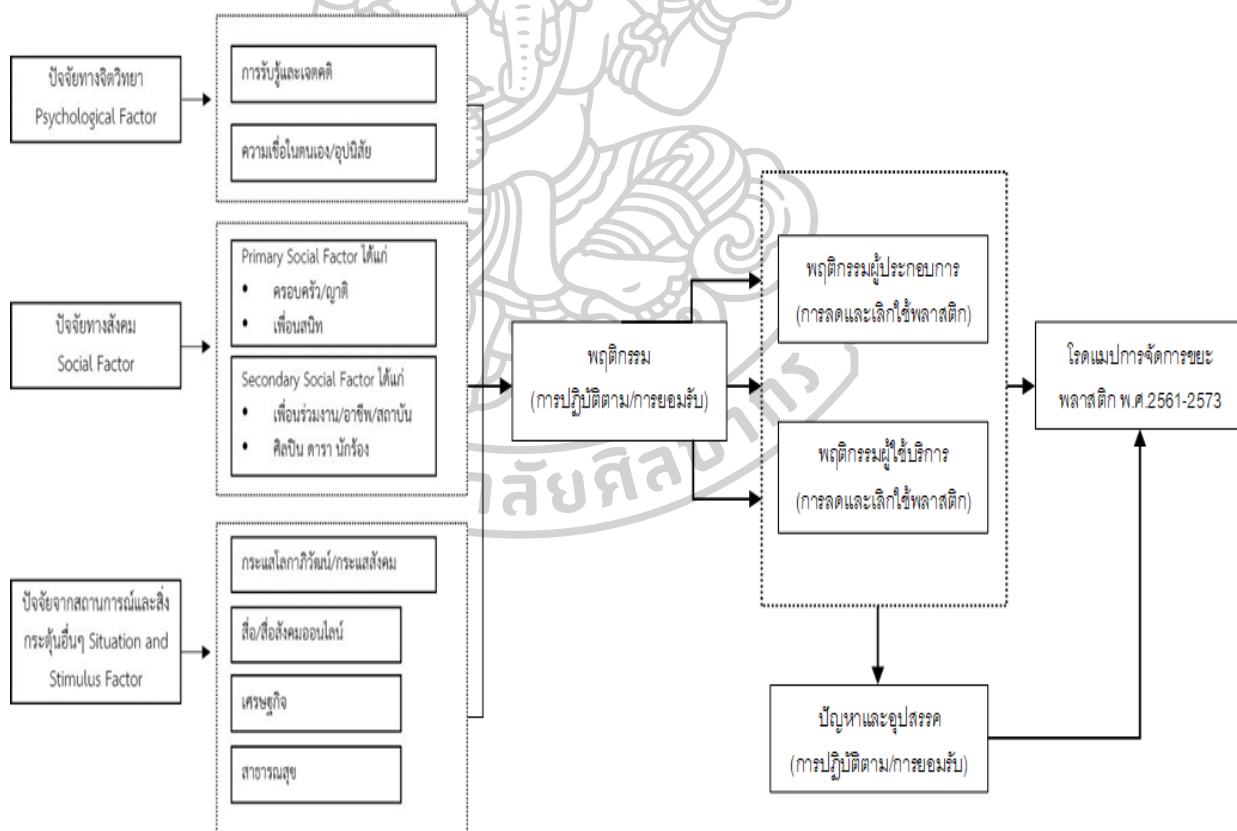 ปัจจัยทางจิตวิทยา
Psychological Factor
การรับรู้และเจตคติ
ความเชื่อในตนเอง/อุปนิสัย
ปัจจัยทางสังคม
Social Factor
Primary Social Factor ได้แก่
• ครอบครัว/ญาติ
• เพื่อนสนิท
Secondary Social Factor ได้แก่
• เพื่อนร่วมงาน/อาชีพ/สถาบัน
• ศิลปิน ดารา นักร้อง
ปัจจัยจากสถานการณ์และสิ่ง
กระตุ้นอื่นๆ Situation and
Stimulus Factor
กระแสโลกาภิวัฒน์/กระแสสังคม
สื่อ/สื่อสังคมออนไลน์
เศรษฐกิจ
สาธารณสุข
พฤติกรรม
(การปฏิบัติตาม/การยอมรับ)
พฤติกรรมผู้ประกอบการ
(การลดและเลิกใช้พลาสติก)
พฤติกรรมผู้ใช้บริการ
(การลดและเลิกใช้พลาสติก)
ปัญหาและอุปสรรค
(การปฏิบัติตาม/การยอมรับ)
โรดแมปการจัดการขยะ
พลาสติก พ.ศ.2561-2573